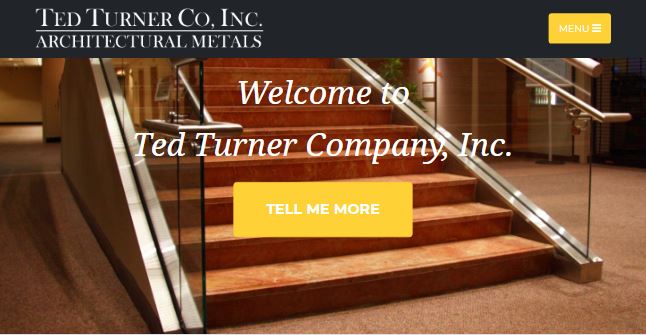 TED TURNER CO, INC.
ARCHITECTURAL METALS
MENU
Welcome to
Ted Turner Company, Inc.
TELL ME MORE